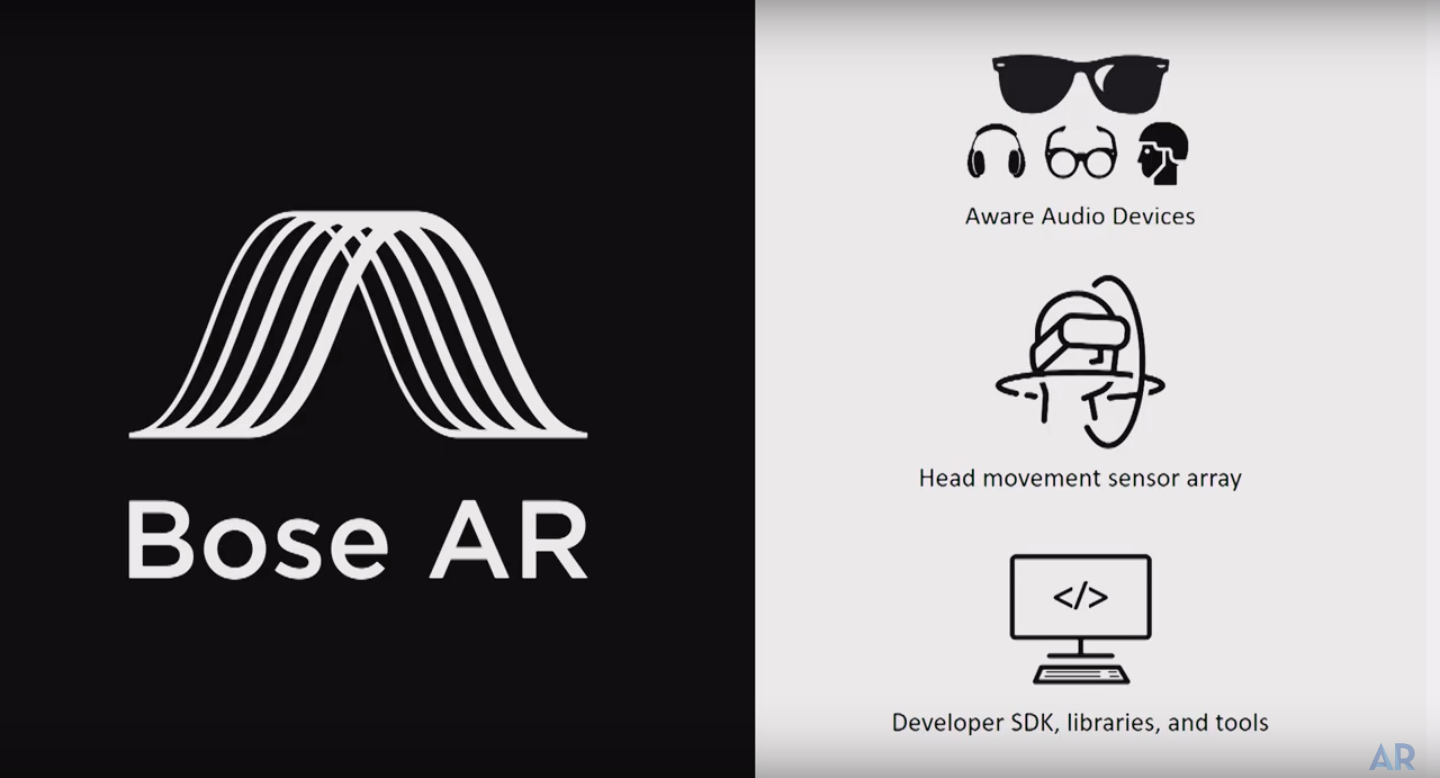 Bose AR
Aware Audio Devices
Head movement sensor array
</>
Developer SDK, libraries, and tools
AR